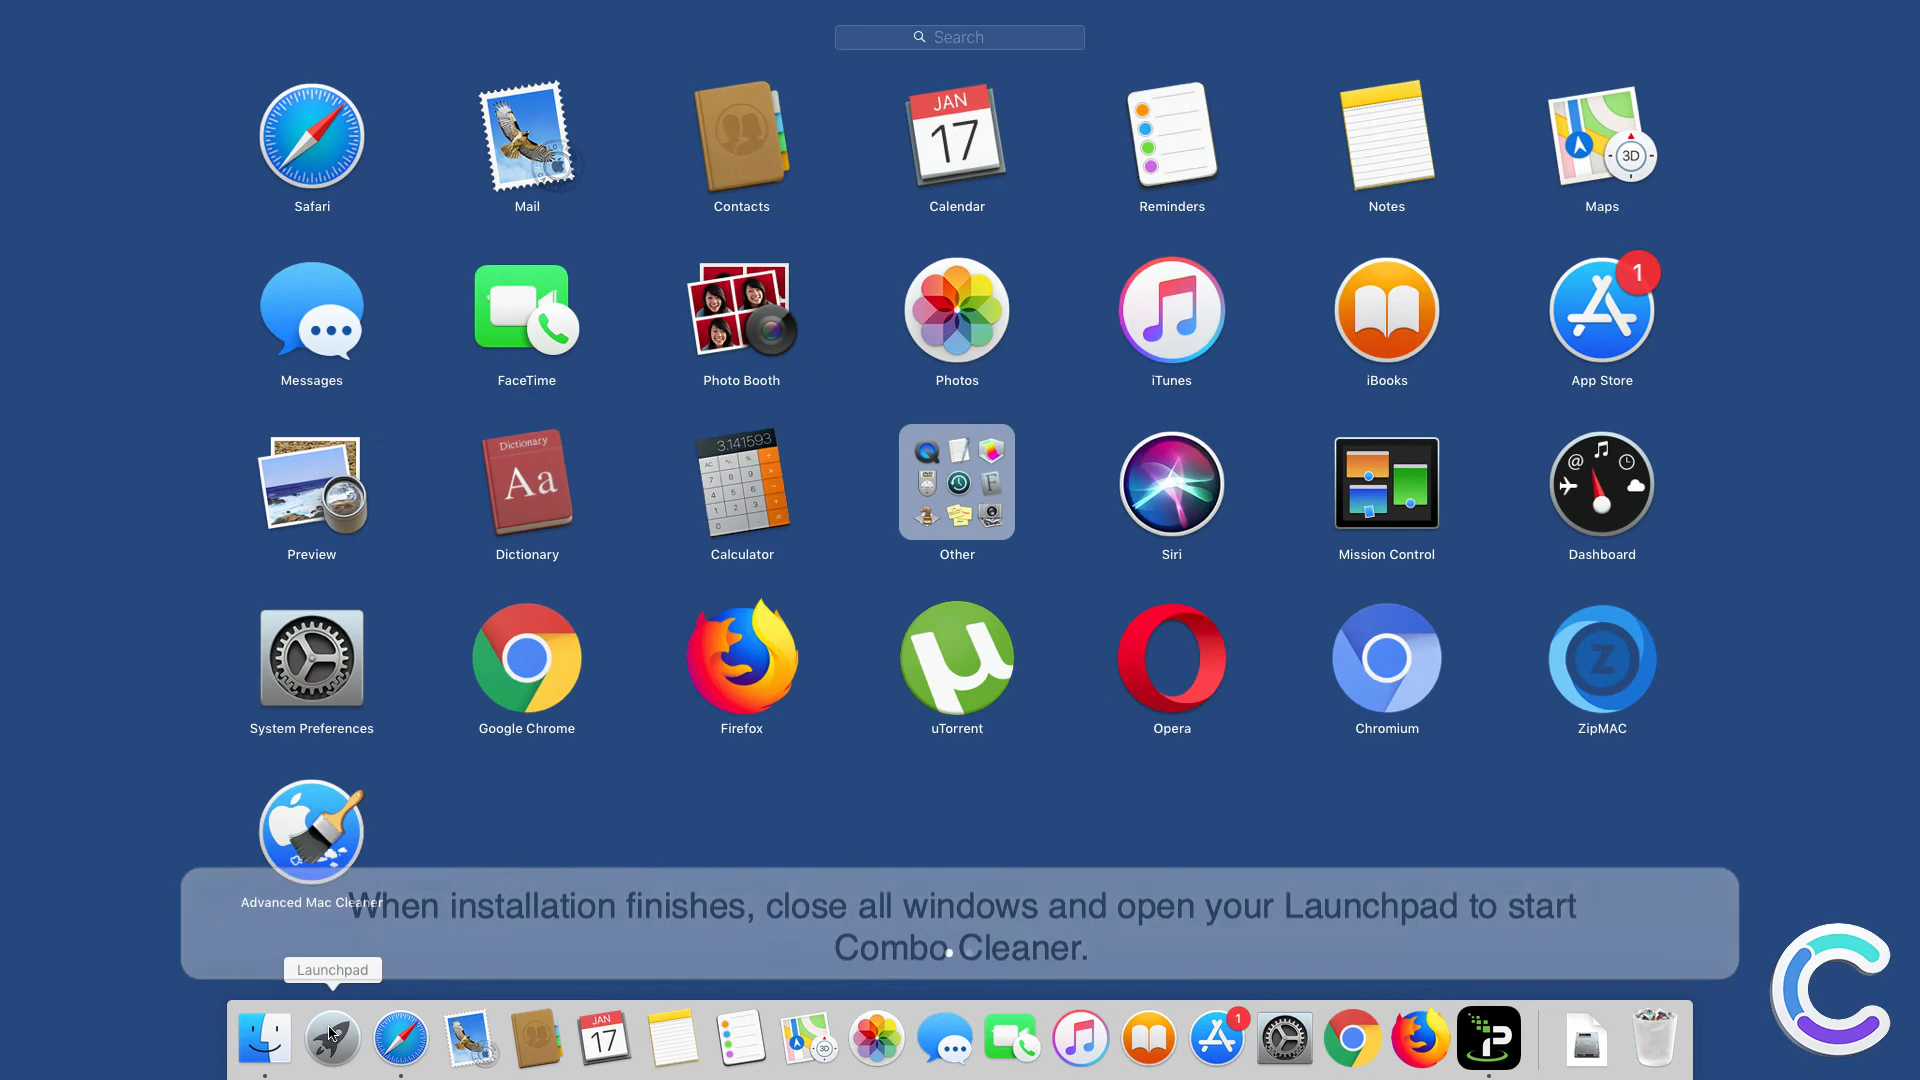 Search
JAN
17
3D
Safari
Mail
Contacts
Calendar
Reminders
Notes
Maps
1
Messages
FaceTime
Photo Booth
Photos
iTunes
iBooks
App Store
Dictionary
Aa
3.141593
Preview
Dictionary
Calculator
Other
Siri
Mission Control
Dashboard
System Preferences
Google Chrome
Firefox
uTorrent
Opera
Chromium
ZipMAC
Advanced Mac Cleaner
When installation finishes, close all windows and open your Launchpad to start
Combo Cleaner.
Launchpad
JAN
17
3D
1